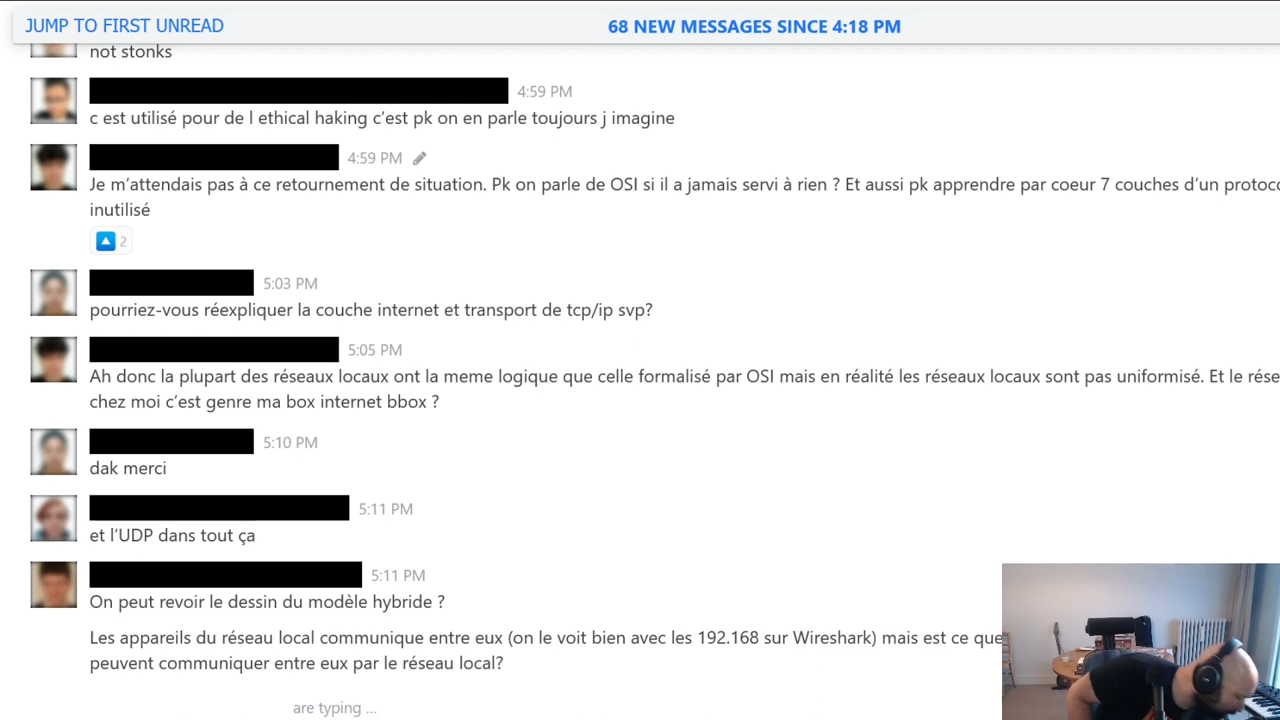 JUMP TO FIRST UNREAD
68 NEW MESSAGES SINCE 4:18 PM
not stonks
4:59 PM
c est utilisé pour de l ethical haking c’est pk on en parle toujours j imagine
4:59 PM
Je m’attendais pas à ce retournement de situation. Pk on parle de OSI si il a jamais servi à rien ? Et aussi pk apprendre par coeur 7 couches d’un
inutilisé
2
5:03 PM
pourriez-vous réexpliquer la couche internet et transport de tcp/ip svp?
5:05 PM
Ah donc la plupart des réseaux locaux ont la meme logique que celle formalisé par OSI mais en réalité les réseaux locaux sont pas uniformisé. Et le
chez moi c’est genre ma box internet bbox ?
5:10 PM
dak merci
5:11 PM
et l’UDP dans tout ça
5:11 PM
On peut revoir le dessin du modèle hybride ?
Les appareils du réseau local communique entre eux (on le voit bien avec les 192.168 sur Wireshark) mais est ce que
peuvent communiquer entre eux par le réseau local?
are typing ...